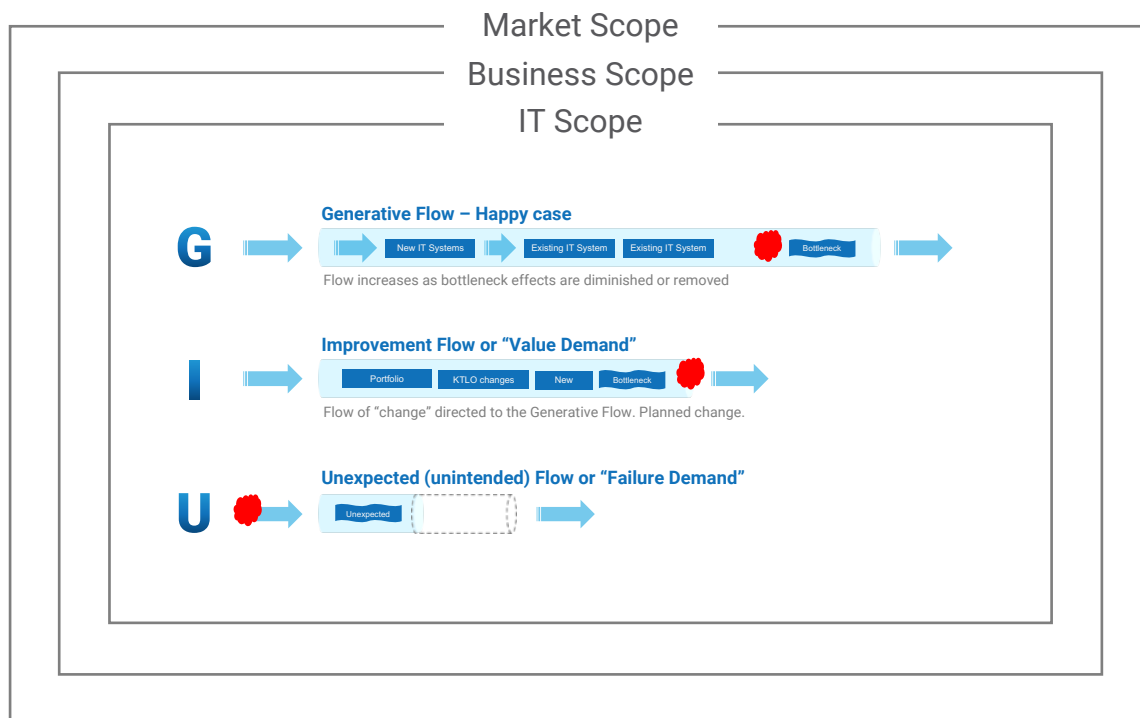 Market Scope
Business Scope
IT Scope
Generative Flow – Happy case
G
New IT Systems
Existing IT System
Existing IT System
Bottleneck
Flow increases as bottleneck effects are diminished or removed
Improvement Flow or “Value Demand”
I
Portfolio
KTLO changes
New
Bottleneck
Flow of “change” directed to the Generative Flow. Planned change.
Unexpected (unintended) Flow or “Failure Demand”
U
Unexpected